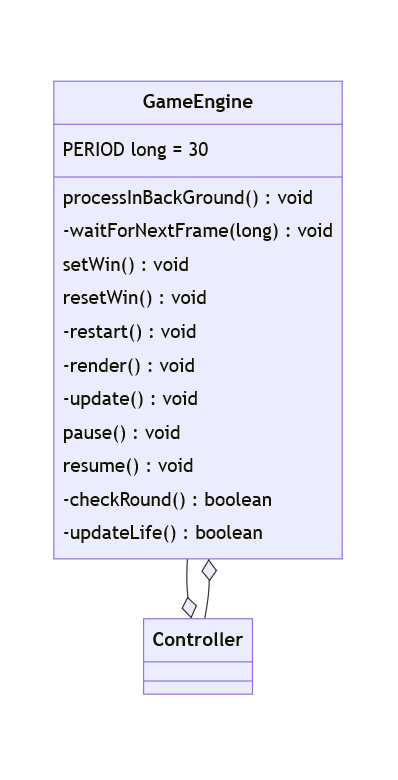 GameEngine
PERIOD long = 30
processInBackGround() : void
-waitForNextFrame(long) : void
setWin() : void
resetWin() : void
-restart() : void
-render() : void
-update() : void
pause() : void
resume() : void
-checkRound() : boolean
-updateLife() : boolean
Controller